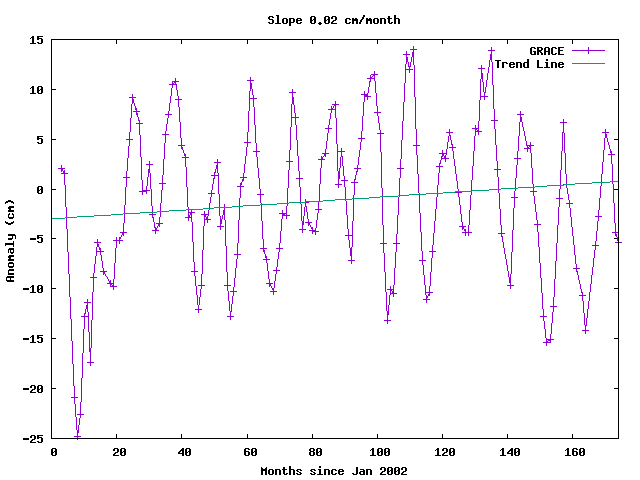 Slope 0.02 cm/month
GRACE
Trend Line
15
10
5
0
-5
-10
-15
-20
-25
Anomaly (cm)
0 20 40 60 80 100 120 140 160
Months since Jan 2002